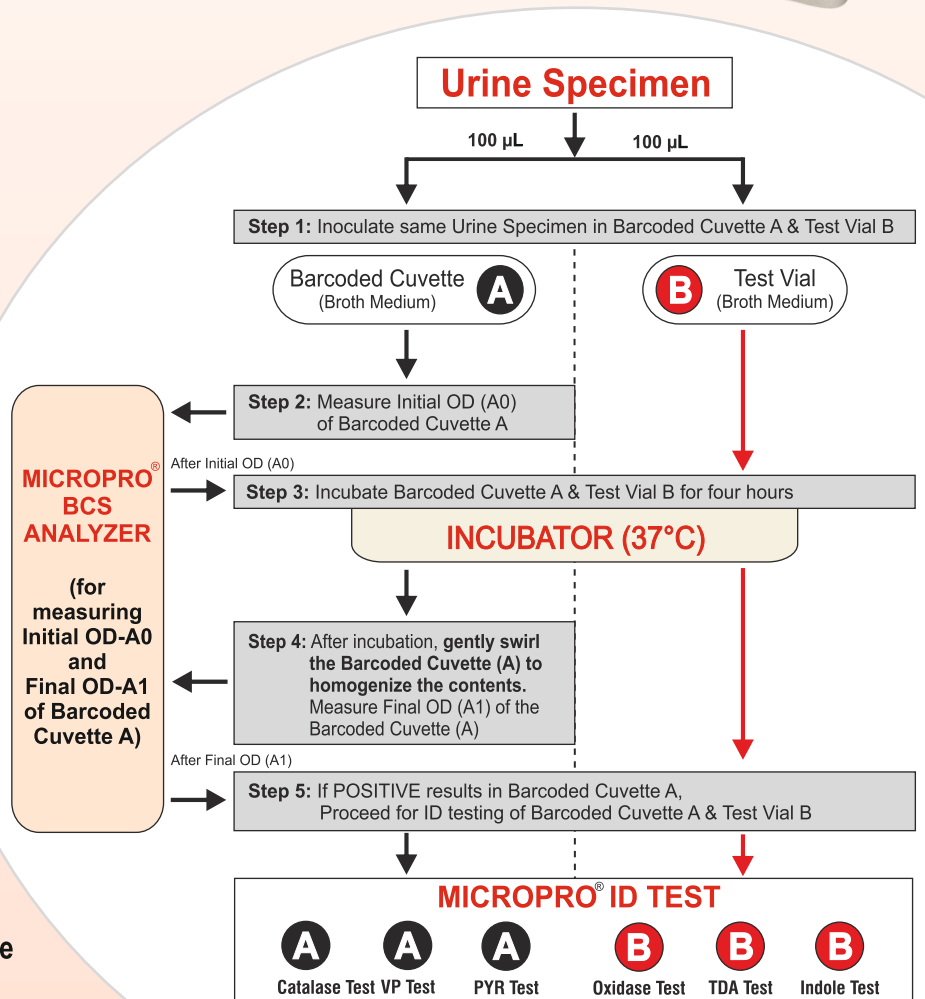 Urine Specimen
100 µL 100 µL
Step 1: Inoculate same Urine Specimen in Barcoded Cuvette A & Test Vial B
Barcoded Cuvette
(Broth Medium)
A
B
Test Vial
(Broth Medium)
Step 2: Measure Initial OD (A0)
of Barcoded Cuvette A
MICROPRO®
BCS
ANALYZER
(for
measuring
Initial OD-A0
and
Final OD-A1
of Barcoded
Cuvette A)
After Initial OD (A0)
Step 3: Incubate Barcoded Cuvette A & Test Vial B for four hours
INCUBATOR (37°C)
Step 4: After incubation, gently swirl
the Barcoded Cuvette (A) to
homogenize the contents.
Measure Final OD (A1) of the
Barcoded Cuvette (A)
After Final OD (A1)
Step 5: If POSITIVE results in Barcoded Cuvette A,
Proceed for ID testing of Barcoded Cuvette A & Test Vial B
MICROPRO® ID TEST
A A A B B B
Catalase Test VP Test PYR Test Oxidase Test TDA Test Indole Test
e